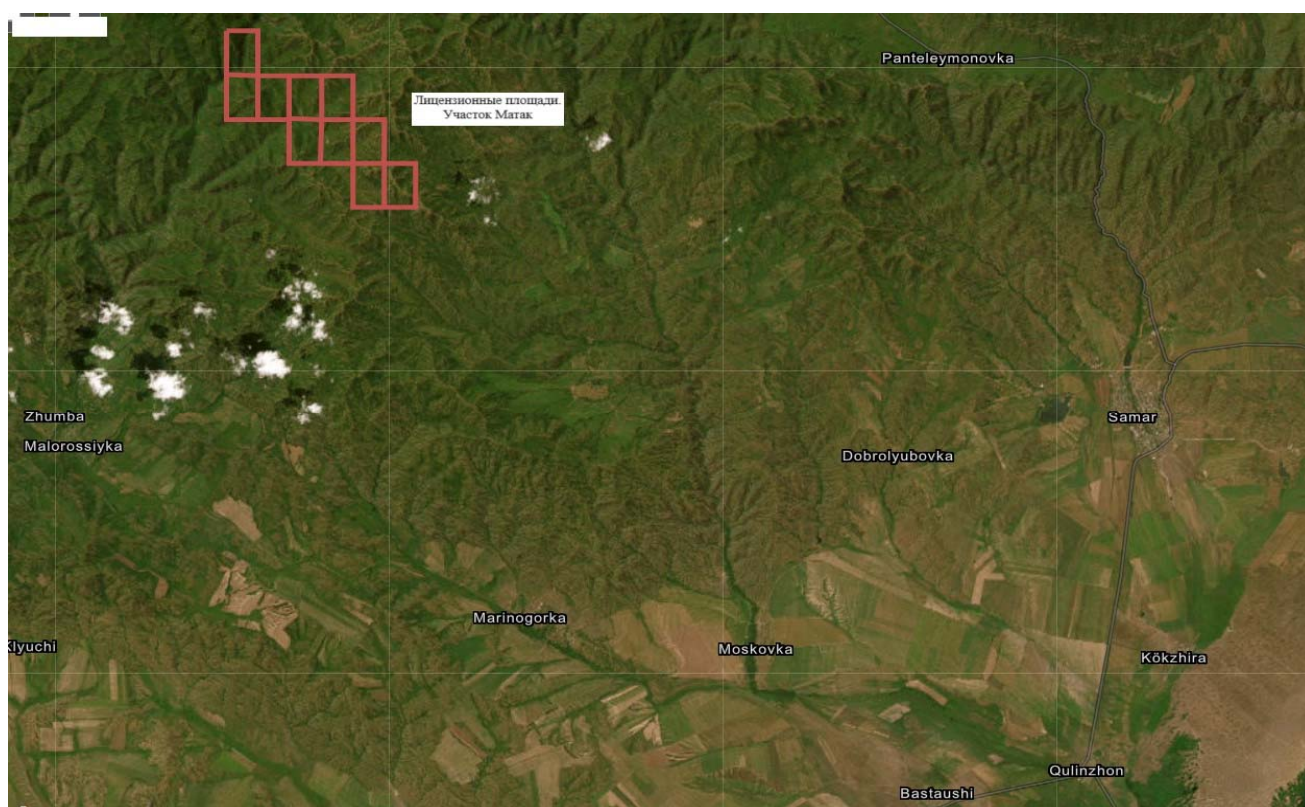 Panteleymonovka
Лицензионные площади.
Участок Матак
Zhumba
Samar
Malorossiyka
Dobrolyubovka
Marinogorka
Klyuchi
Moskovka
Kökzhira
Qulinzhon
Bastaushi